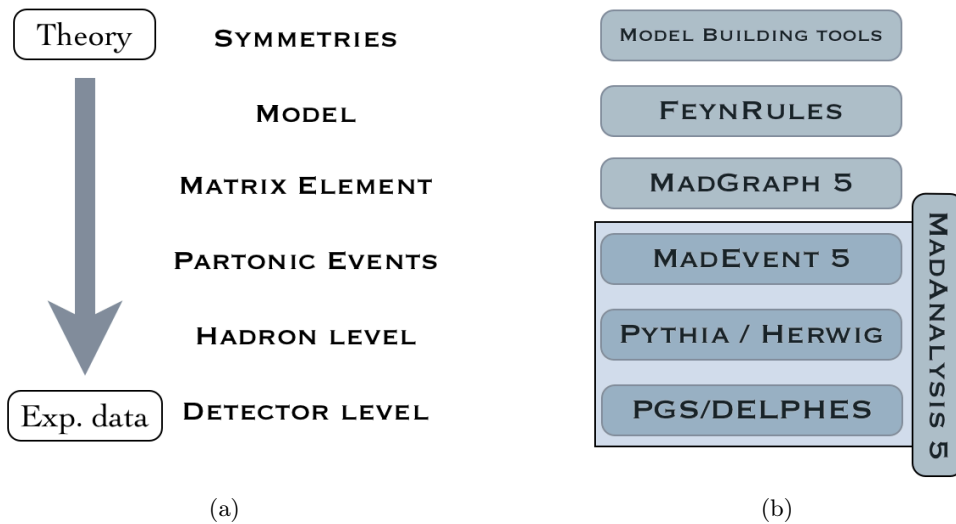 Theory
SYMMETRIES
MODEL BUILDING TOOLS
MODEL
FEYNRULES
MATRIX ELEMENT
MADGRAPH 5
PARTONIC EVENTS
MADEVENT 5
HADRON LEVEL
PYTHIA / HERWIG
Exp. data
DETECTOR LEVEL
PGS/DELPHES
MADANALYSIS 5
(a)
(b)